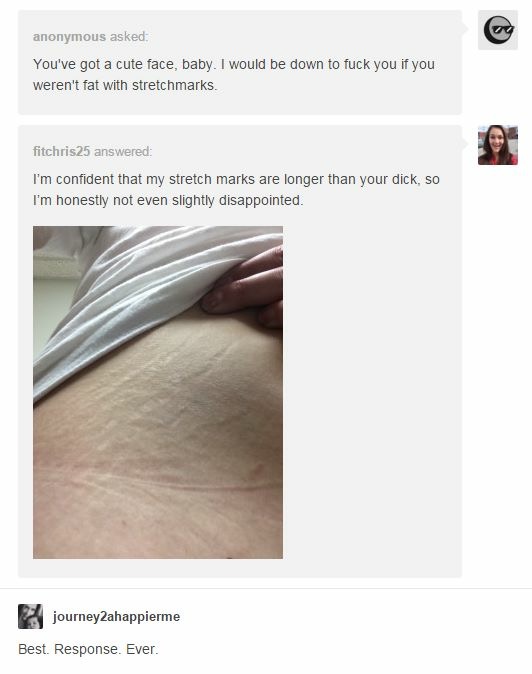 anonymous asked:
You've got a cute face, baby. I would be down to fuck you if you
weren't fat with stretchmarks.
fitchris25 answered:
I'm confident that my stretch marks are longer than your dick, so
I'm honestly not even slightly disappointed.
journey2ahappierme
Best. Response. Ever.